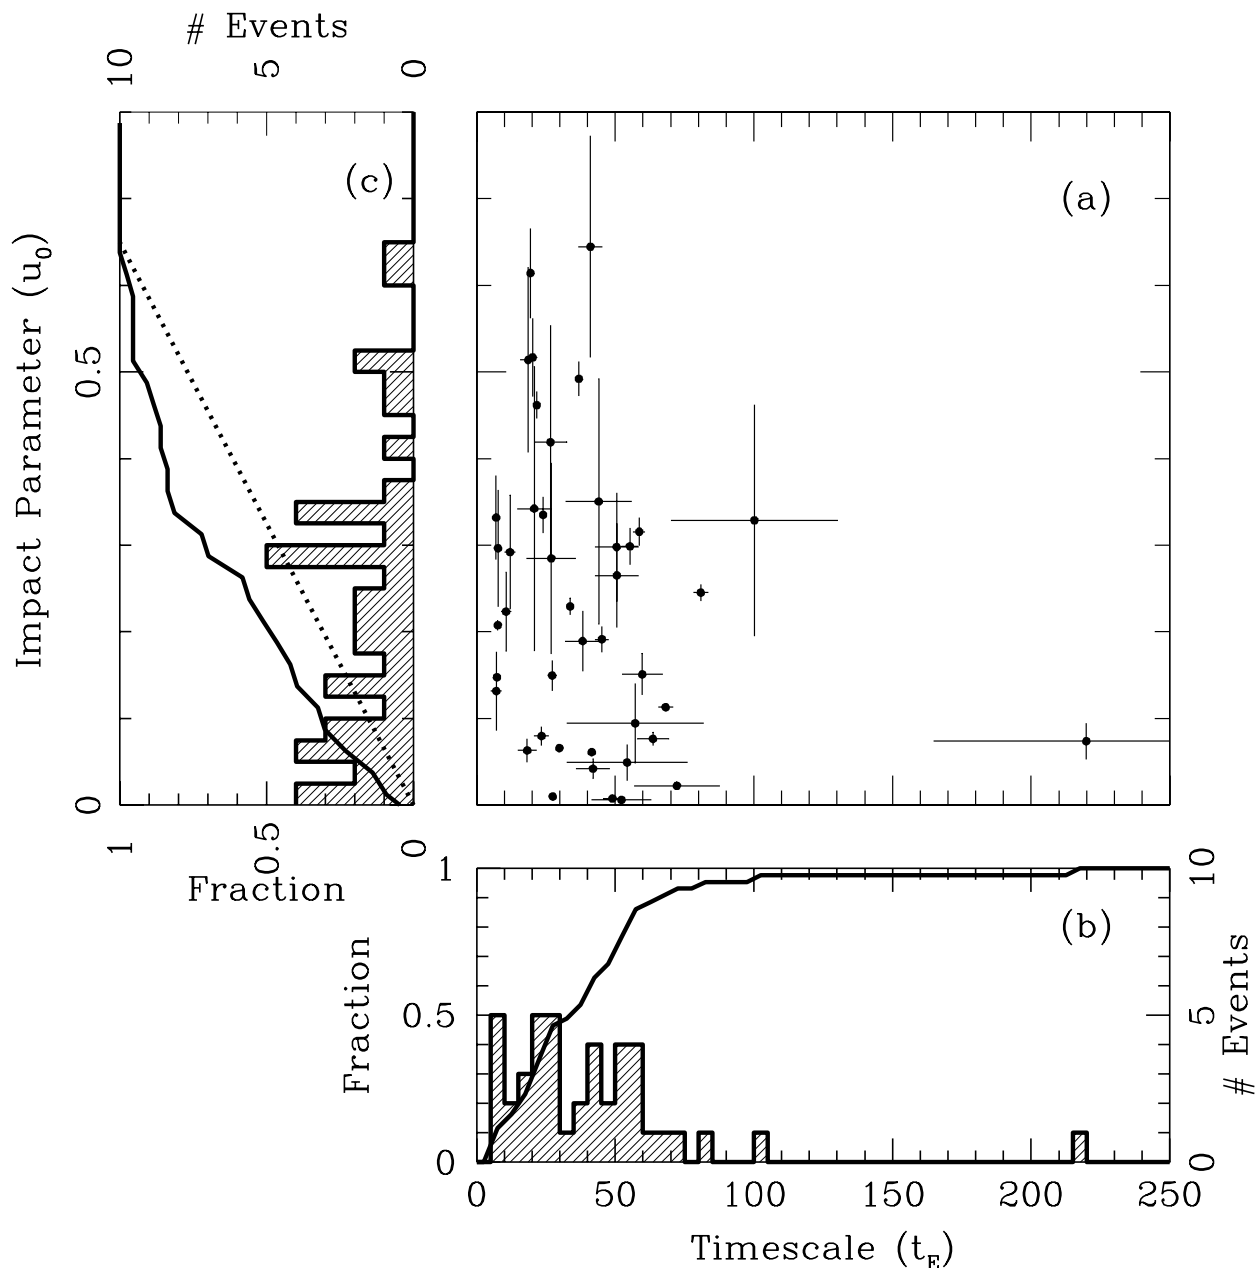 # Events
10 5 0
(c)
(a)
Impact Parameter (u0)
0.5
0
1 0.5 0
Fraction
1
0.5
0
Fraction
(b)
10
5
0
# Events
0 50 100 150 200 250
Timescale (tE)